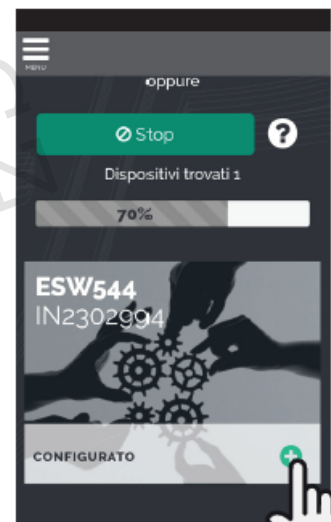 MENU
oppure
Stop
?
Dispositivi trovati 1
70%
ESW544
IN2302994
CONFIGURATO